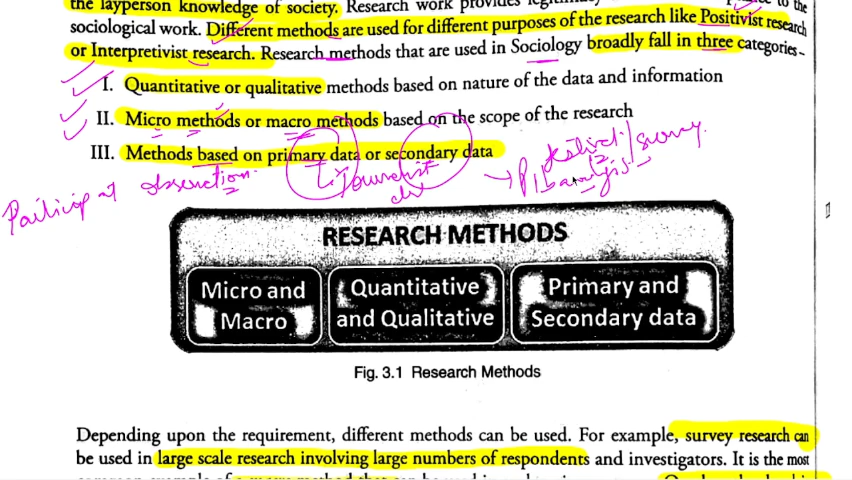 the layperson knowledge of society. Research work provides to the
sociological work. Different methods are used for different purposes of the research like Positivist research
or Interpretivist research. Research methods that are used in Sociology broadly fall in three categories-
I. Quantitative or qualitative methods based on nature of the data and information
II. Micro methods or macro methods based on the scope of the research
III. Methods based on primary data or secondary data
observation
RESEARCH METHODS
Micro and Macro
Quantitative and Qualitative
Primary and Secondary data
Fig. 3.1 Research Methods
Depending upon the requirement, different methods can be used. For example, survey research can
be used in large scale research involving large numbers of respondents and investigators. It is the most